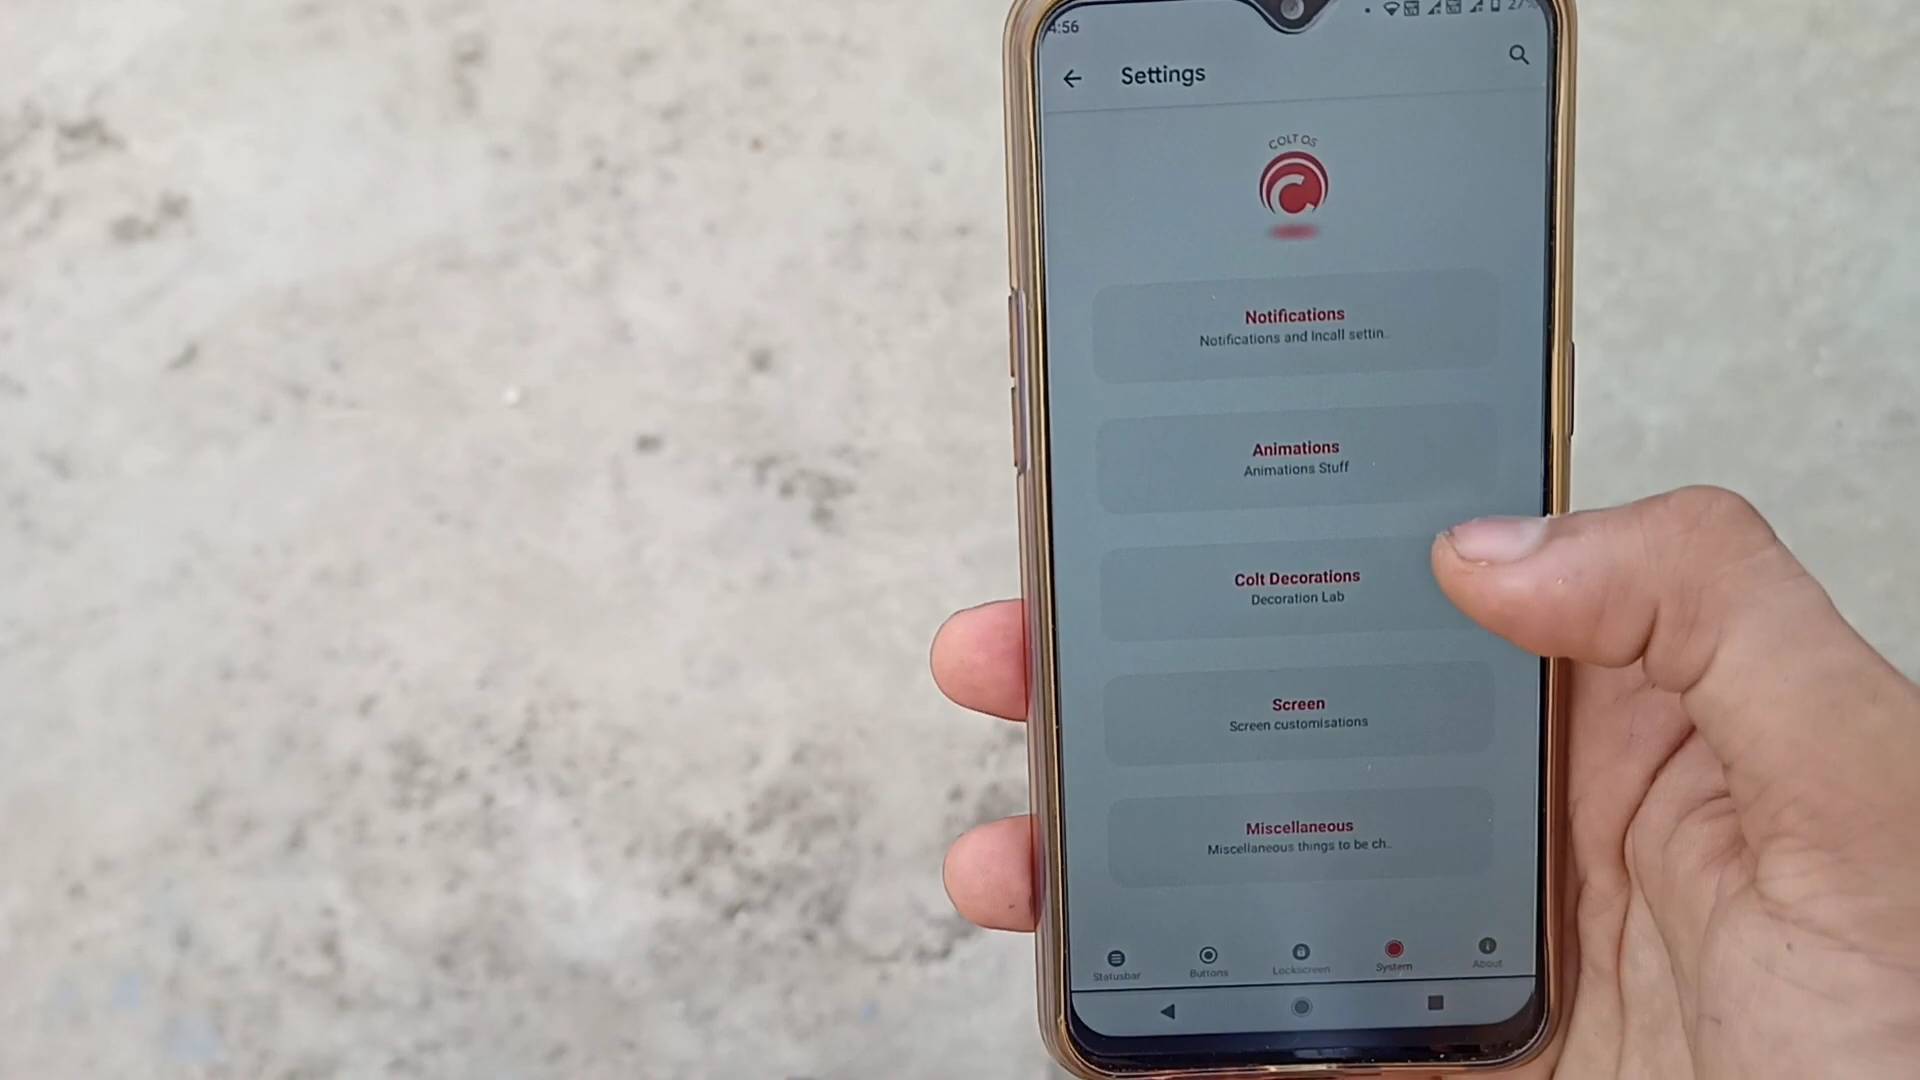 4:56
27%
Settings
COLT OS
Notifications
Notifications and Incall settin..
Animations
Animations Stuff
Colt Decorations
Decoration Lab
Screen
Screen customisations
Miscellaneous
Miscellaneous things to be ch..
Statusbar
Buttons
Lockscreen
System
About